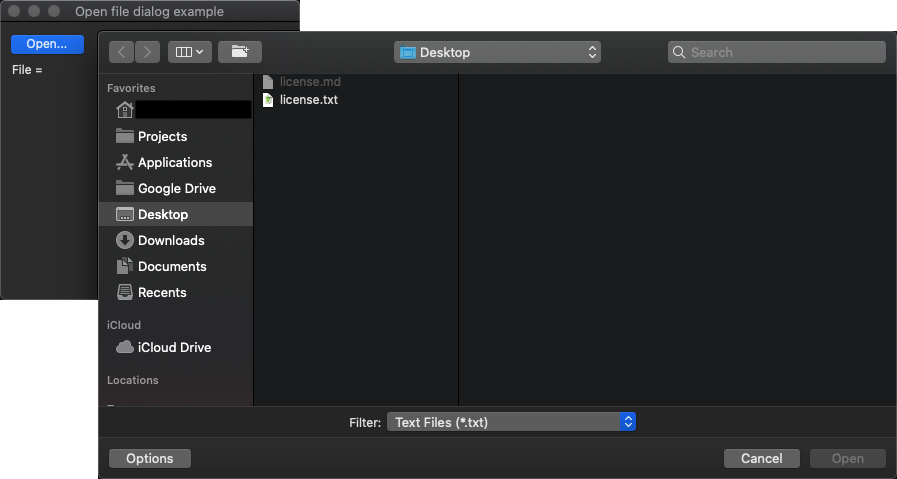 Open file dialog example
Open...
File =
Desktop
Search
Favorites
Projects
Applications
Google Drive
Desktop
Downloads
Documents
Recents
iCloud
iCloud Drive
Locations
license.md
license.txt
Filter:
Text Files (*.txt)
Options
Cancel
Open